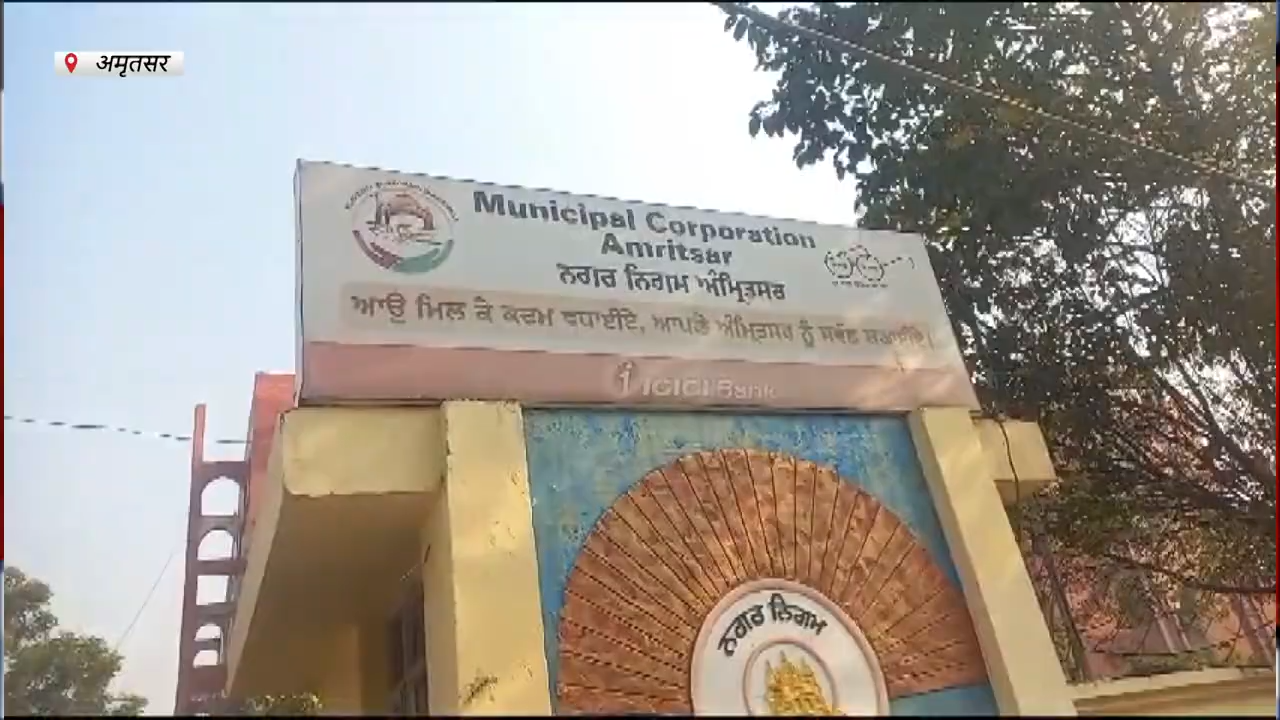 अमृतसर
Municipal Corporation
Amritsar
ਨਗਰ ਨਿਗਮ ਅੰਮ੍ਰਿਤਸਰ
ਆਉ ਮਿਲ ਕੇ ਕਦਮ ਵਧਾਈਏ, ਆਪਣੇ ਅੰਮ੍ਰਿਤਸਰ ਨੂੰ ਸਵੱਛ ਬਣਾਈਏ।
ICICI Bank
ਨਗਰ ਨਿਗਮ